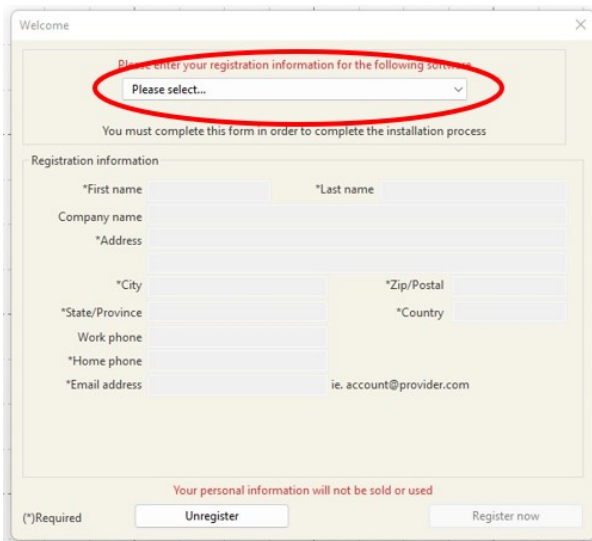 Welcome
Please enter your registration information for the following software
Please select...
You must complete this form in order to complete the installation process
Registration information
*First name *Last name
Company name
*Address
*City *Zip/Postal
*State/Province *Country
Work phone
*Home phone
*Email address ie. account@provider.com
Your personal information will not be sold or used
(*)Required Unregister Register now